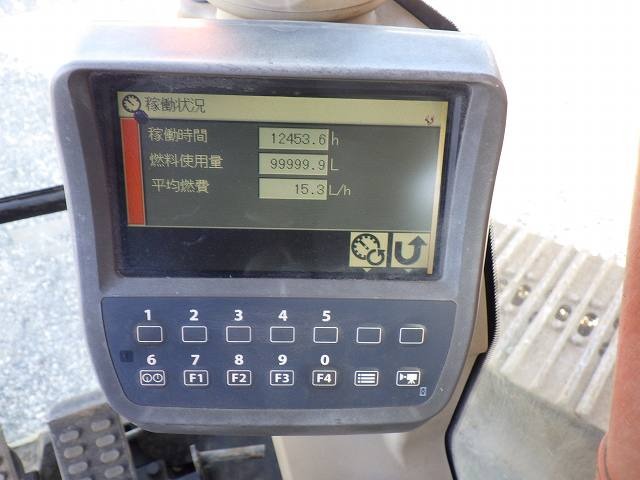 稼働状況
稼働時間 12453.6 h
燃料使用量 99999.9 L
平均燃費 15.3 L/h
1 2 3 4 5
6 7 8 9 0
F1 F2 F3 F4